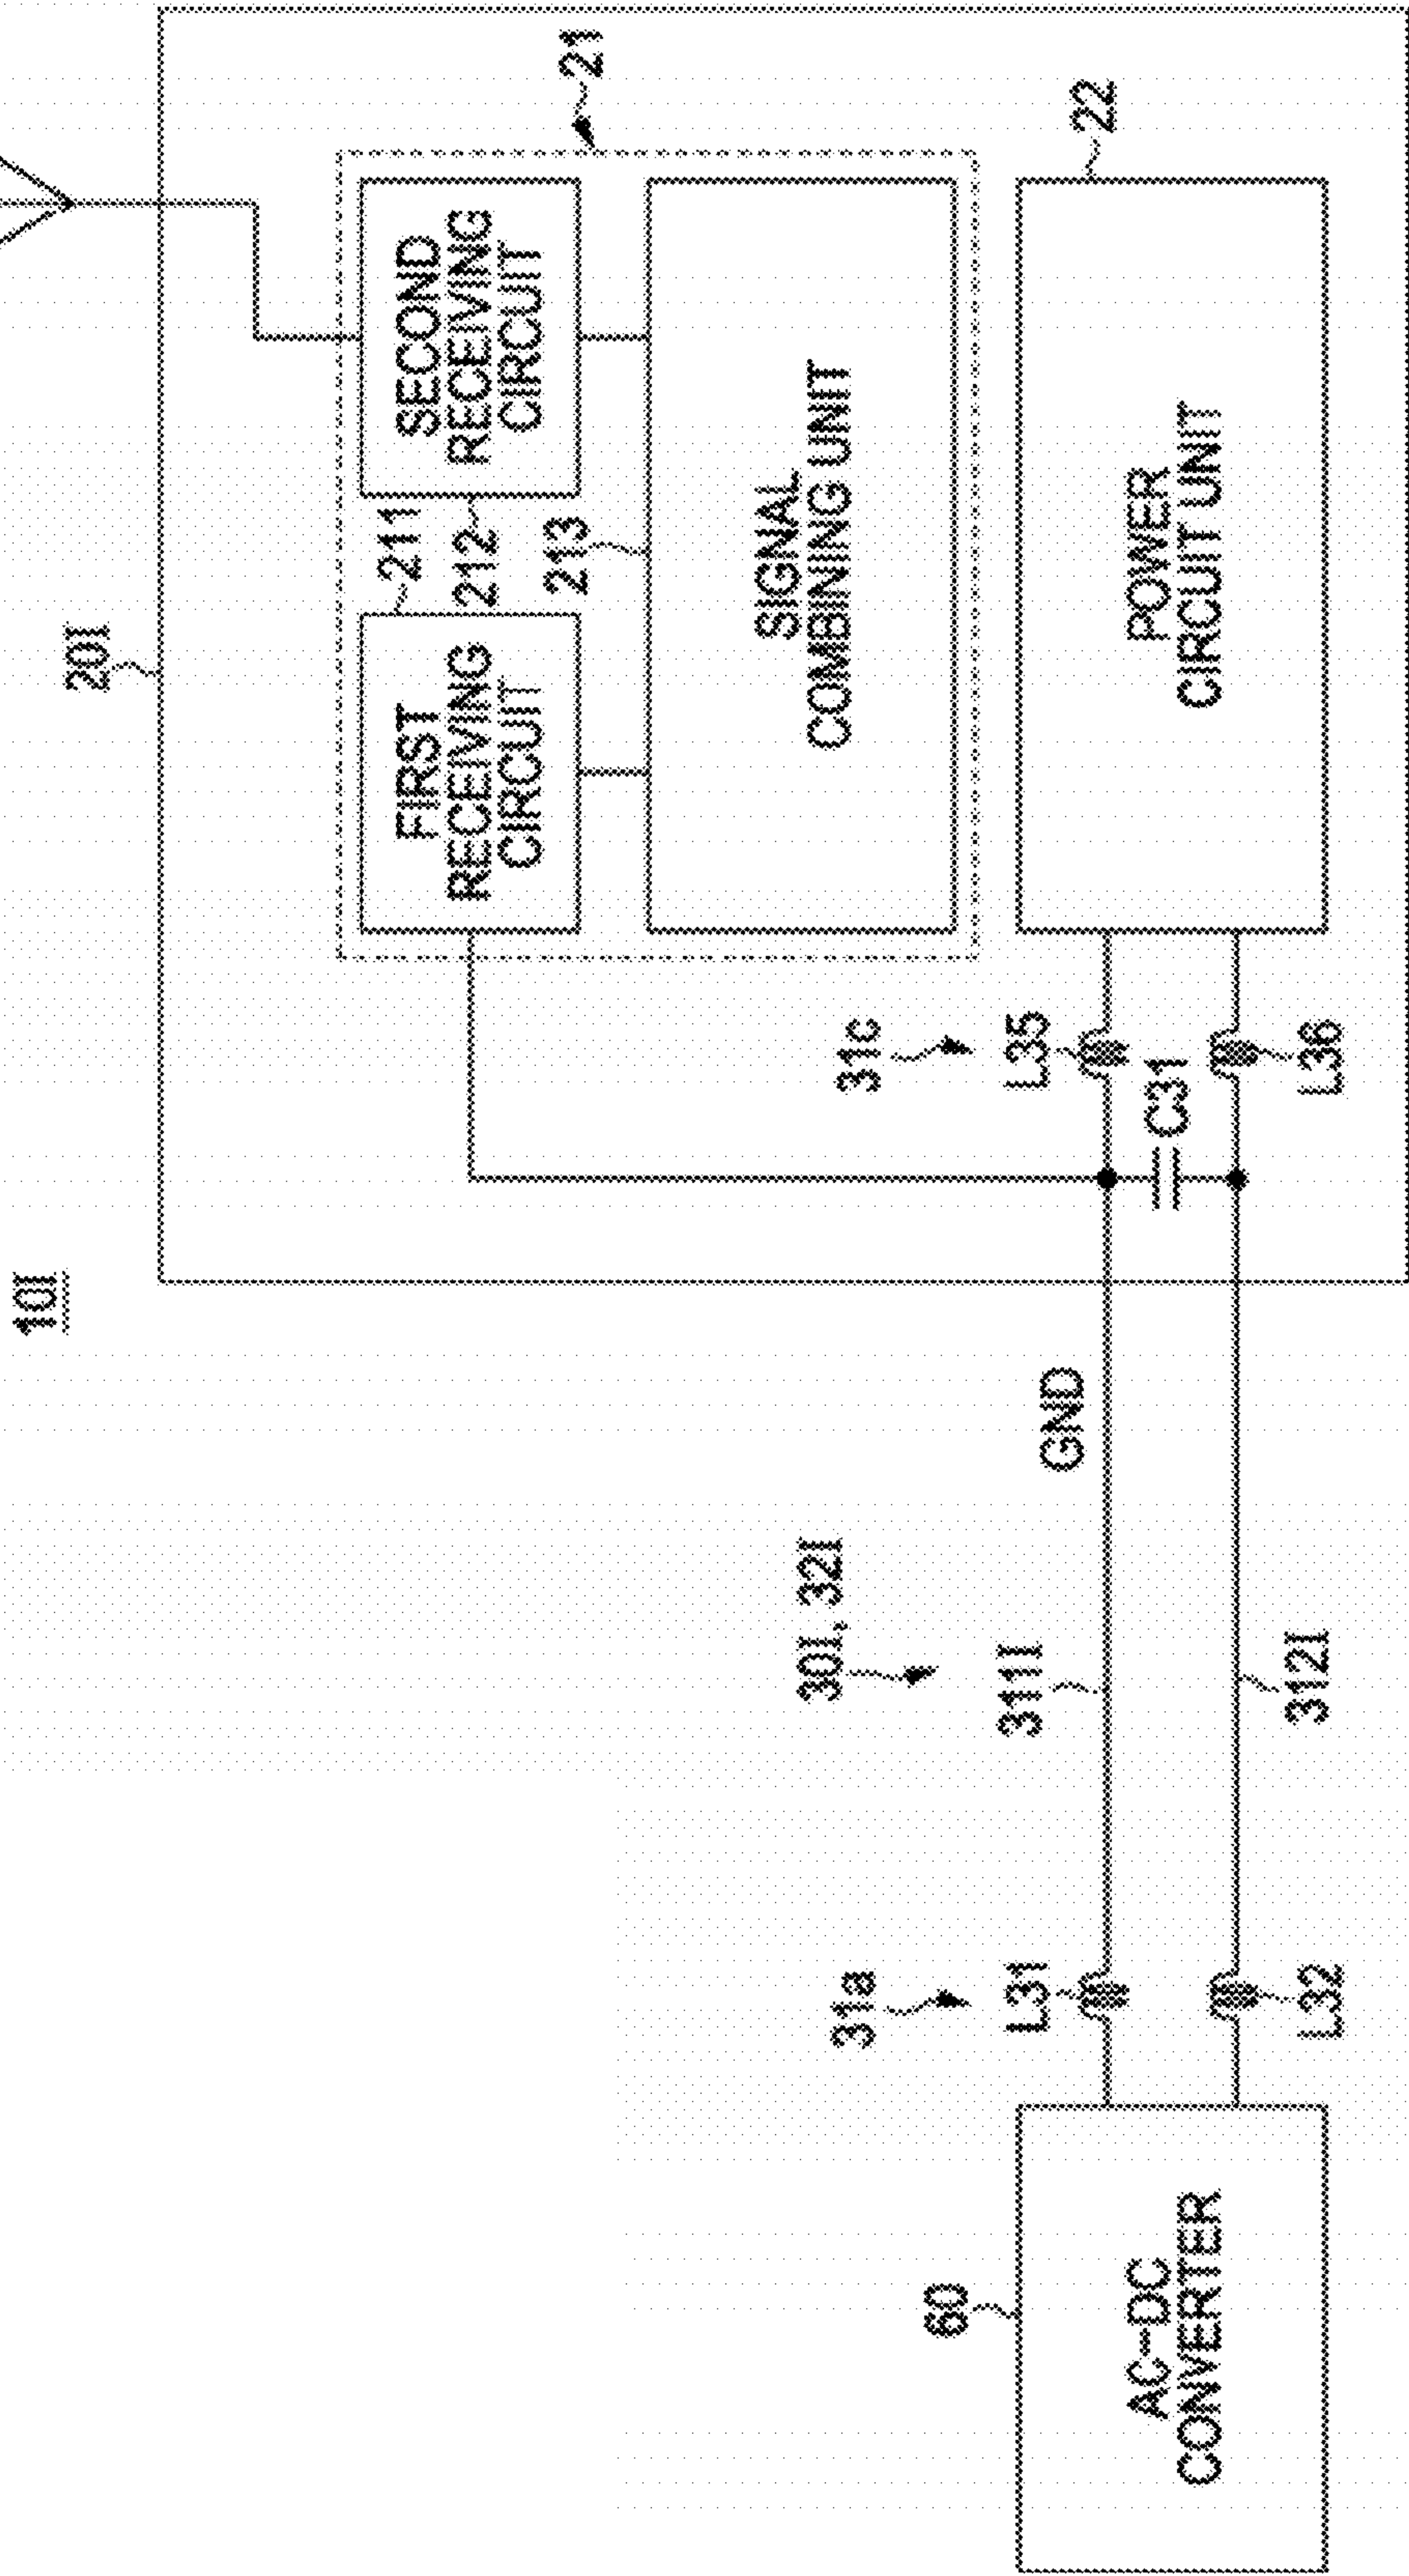 10I
20I
21
211
212
213
FIRST
RECEIVING
CIRCUIT
SECOND
RECEIVING
CIRCUIT
SIGNAL
COMBINING UNIT
22
POWER
CIRCUIT UNIT
31c
L35
C31
L36
GND
30I, 32I
311I
312I
31a
L31
L32
60
AC-DC
CONVERTER